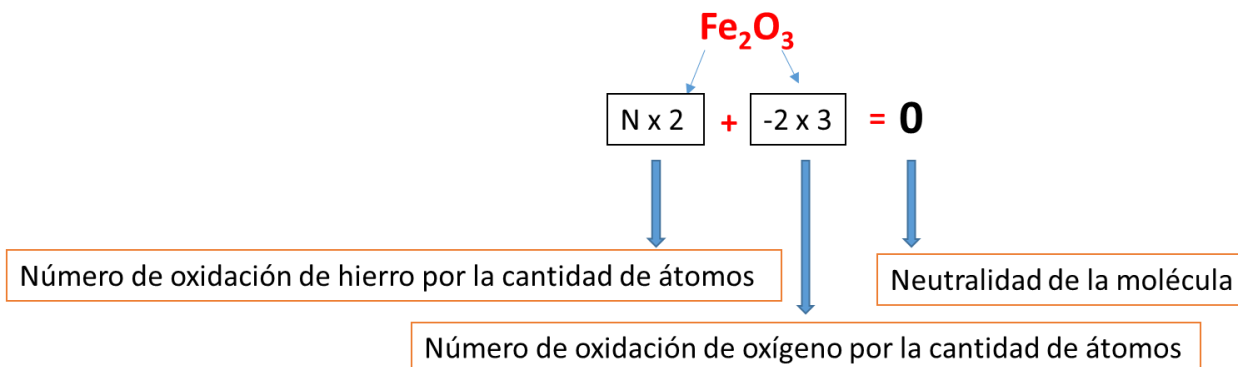 Fe₂O₃
N x 2 + -2 x 3 = 0
Número de oxidación de hierro por la cantidad de átomos
Neutralidad de la molécula
Número de oxidación de oxígeno por la cantidad de átomos